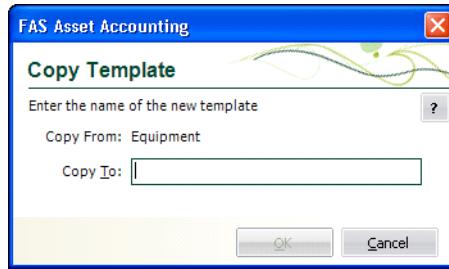 FAS Asset Accounting
Copy Template
Enter the name of the new template
?
Copy From: Equipment
Copy To:
OK
Cancel